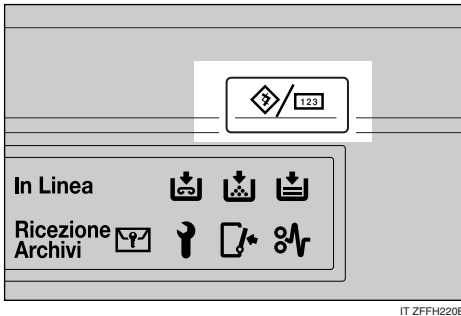 123
In Linea
Ricezione
Archivi
IT ZFFH220E